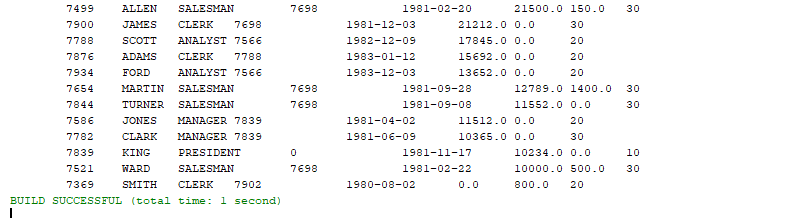 7499 ALLEN SALESMAN 7698 1981-02-20 21500.0 150.0 30
7900 JAMES CLERK 7698 1981-12-03 21212.0 0.0 30
7788 SCOTT ANALYST 7566 1982-12-09 17845.0 0.0 20
7876 ADAMS CLERK 7788 1983-01-12 15692.0 0.0 20
7934 FORD ANALYST 7566 1983-12-03 13652.0 0.0 20
7654 MARTIN SALESMAN 7698 1981-09-28 12789.0 1400.0 30
7844 TURNER SALESMAN 7698 1981-09-08 11552.0 0.0 30
7586 JONES MANAGER 7839 1981-04-02 11512.0 0.0 20
7782 CLARK MANAGER 7839 1981-06-09 10365.0 0.0 30
7839 KING PRESIDENT 0 1981-11-17 10234.0 0.0 10
7521 WARD SALESMAN 7698 1981-02-22 10000.0 500.0 30
7369 SMITH CLERK 7902 1980-08-02 0.0 800.0 20
BUILD SUCCESSFUL (total time: 1 second)